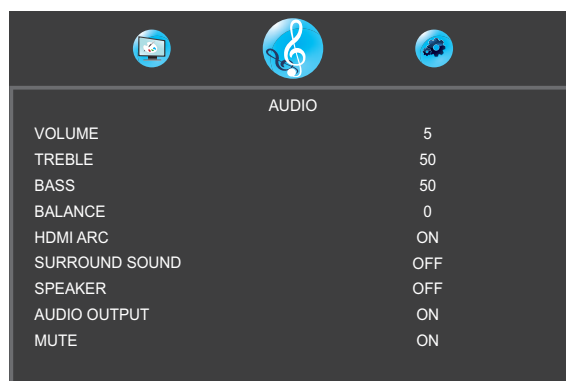 AUDIO
VOLUME 5
TREBLE 50
BASS 50
BALANCE 0
HDMI ARC ON
SURROUND SOUND OFF
SPEAKER OFF
AUDIO OUTPUT ON
MUTE ON